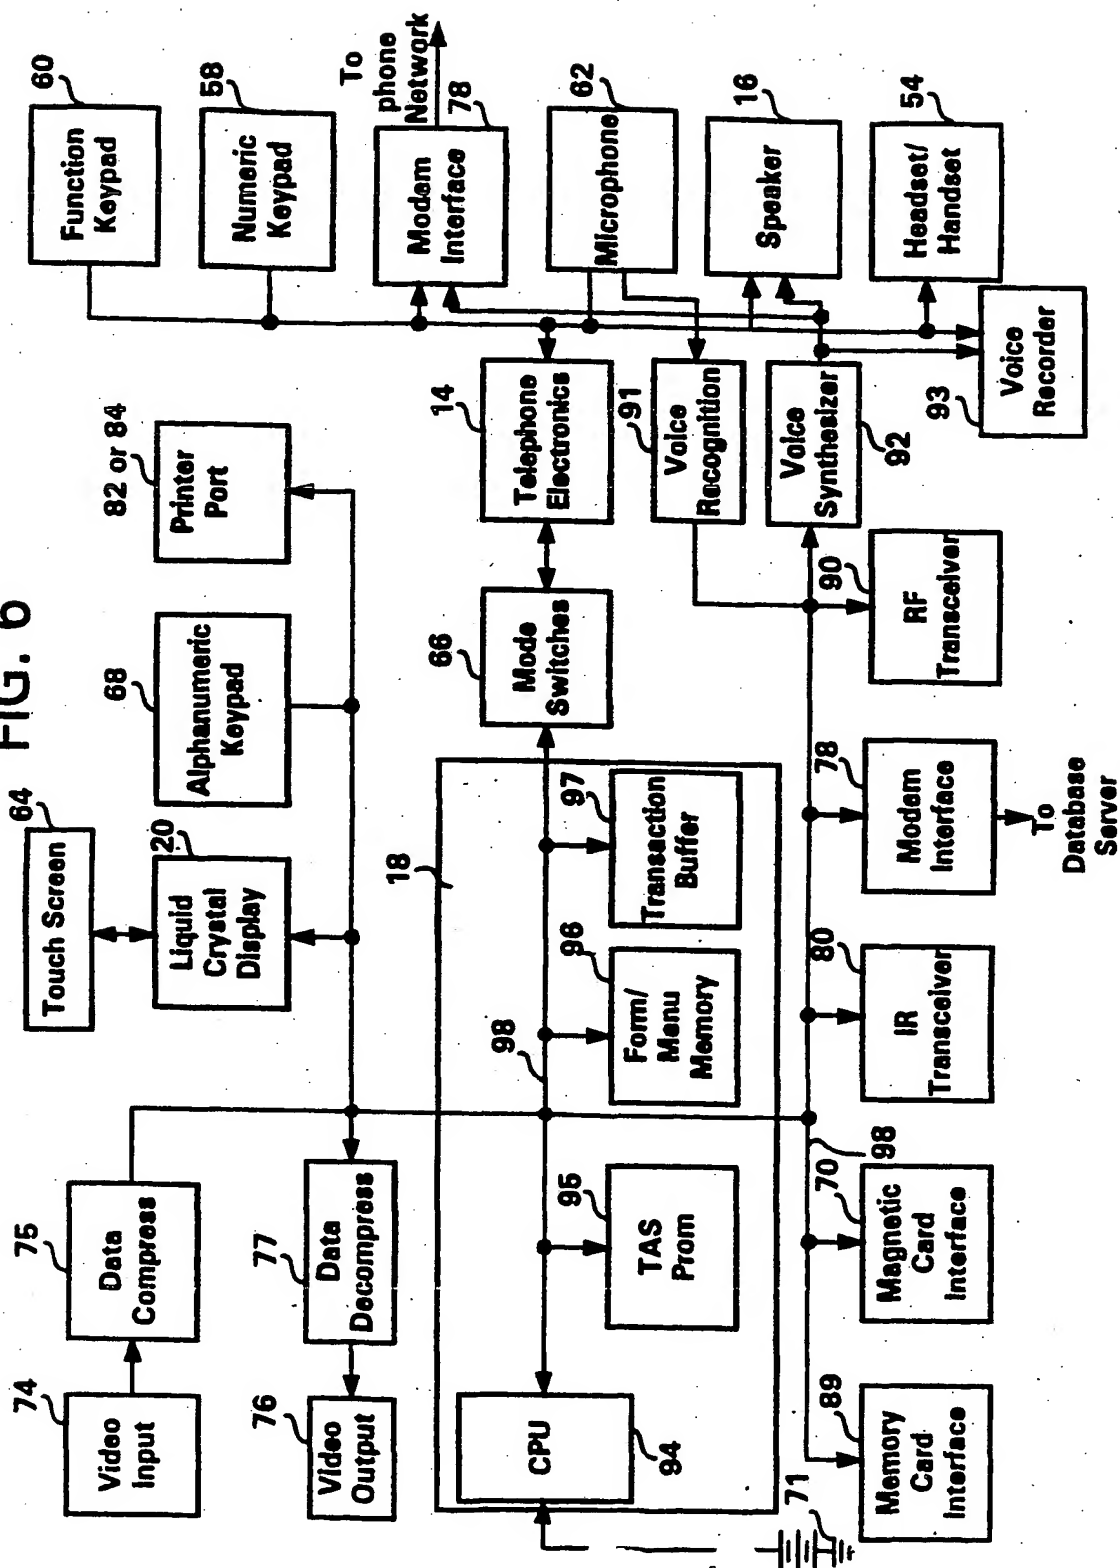 FIG. 6
74
Video
Input
75
Data
Compress
64
Touch Screen
20
Liquid
Crystal
Display
68
Alphanumeric
Keypad
82 or 84
Printer
Port
60
Function
Keypad
58
Numeric
Keypad
To
phone
Network
78
Modem
Interface
76
Video
Output
77
Data
Decompress
18
CPU
94
95
TAS
Prom
98
96
Form/
Menu
Memory
97
Transaction
Buffer
66
Mode
Switches
14
Telephone
Electronics
62
Microphone
91
Voice
Recognition
16
Speaker
Voice
Synthesizer
92
54
Headset/
Handset
93
Voice
Recorder
71
89
Memory
Card
Interface
70
98
Magnetic
Card
Interface
80
IR
Transceiver
78
Modem
Interface
To
Database
Server
90
RF
Transceiver